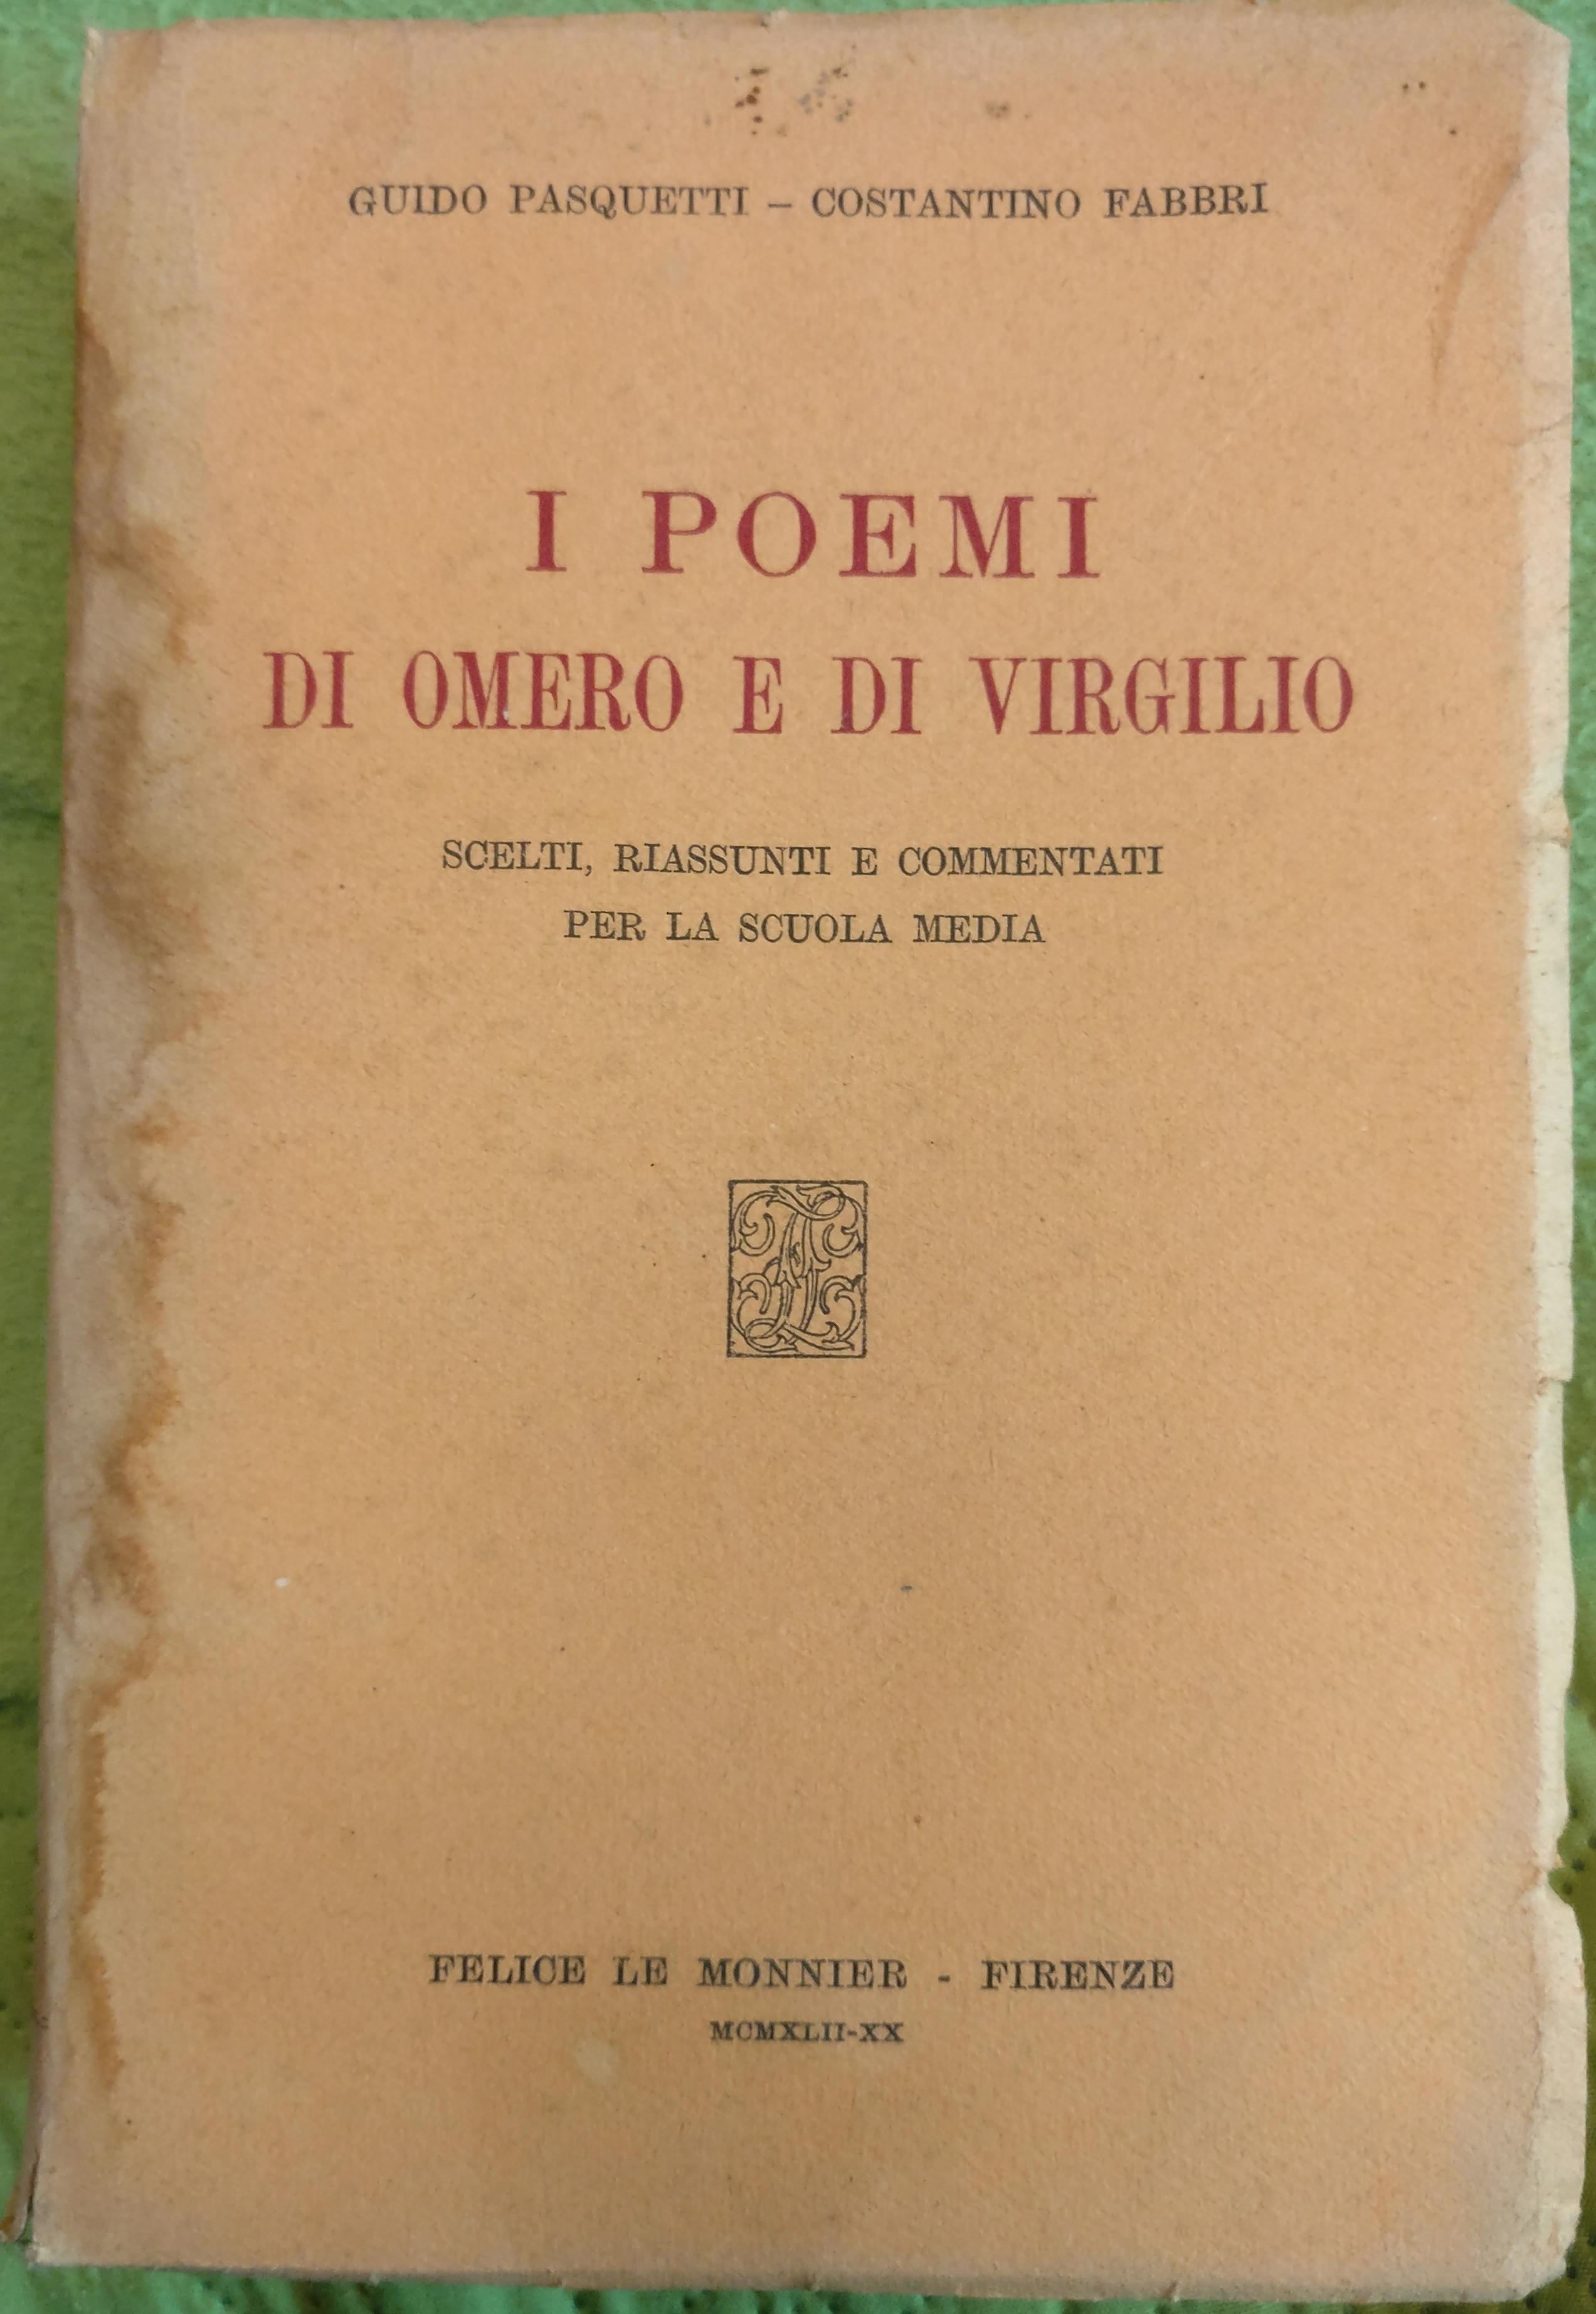 GUIDO PASQUETTI – COSTANTINO FABBRI
I POEMI
DI OMERO E DI VIRGILIO
SCELTI, RIASSUNTI E COMMENTATI
PER LA SCUOLA MEDIA
FELICE LE MONNIER - FIRENZE
MCMXLII-XX